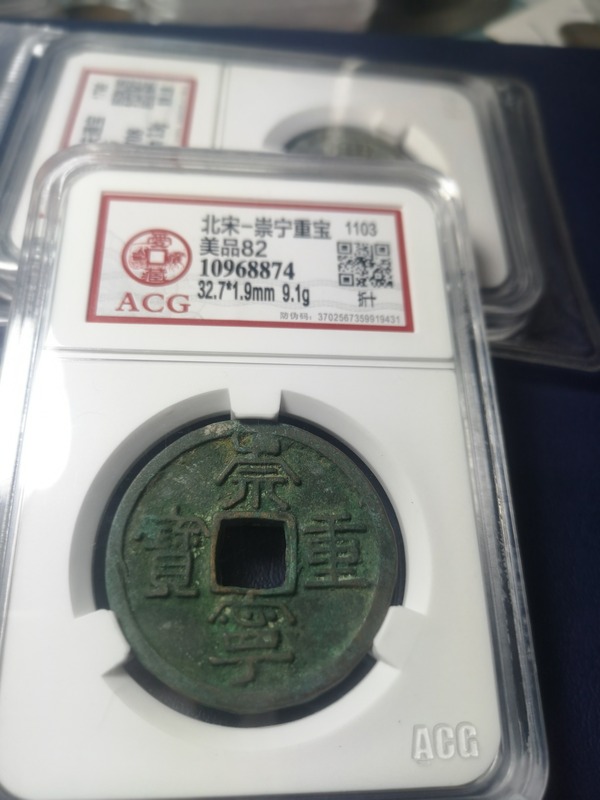 北宋-崇宁重宝 1103
美品82
10968874
32.7*1.9mm 9.1g
折十
ACG
防伪码：3702567359919431
崇
寶 重
寧
ACG